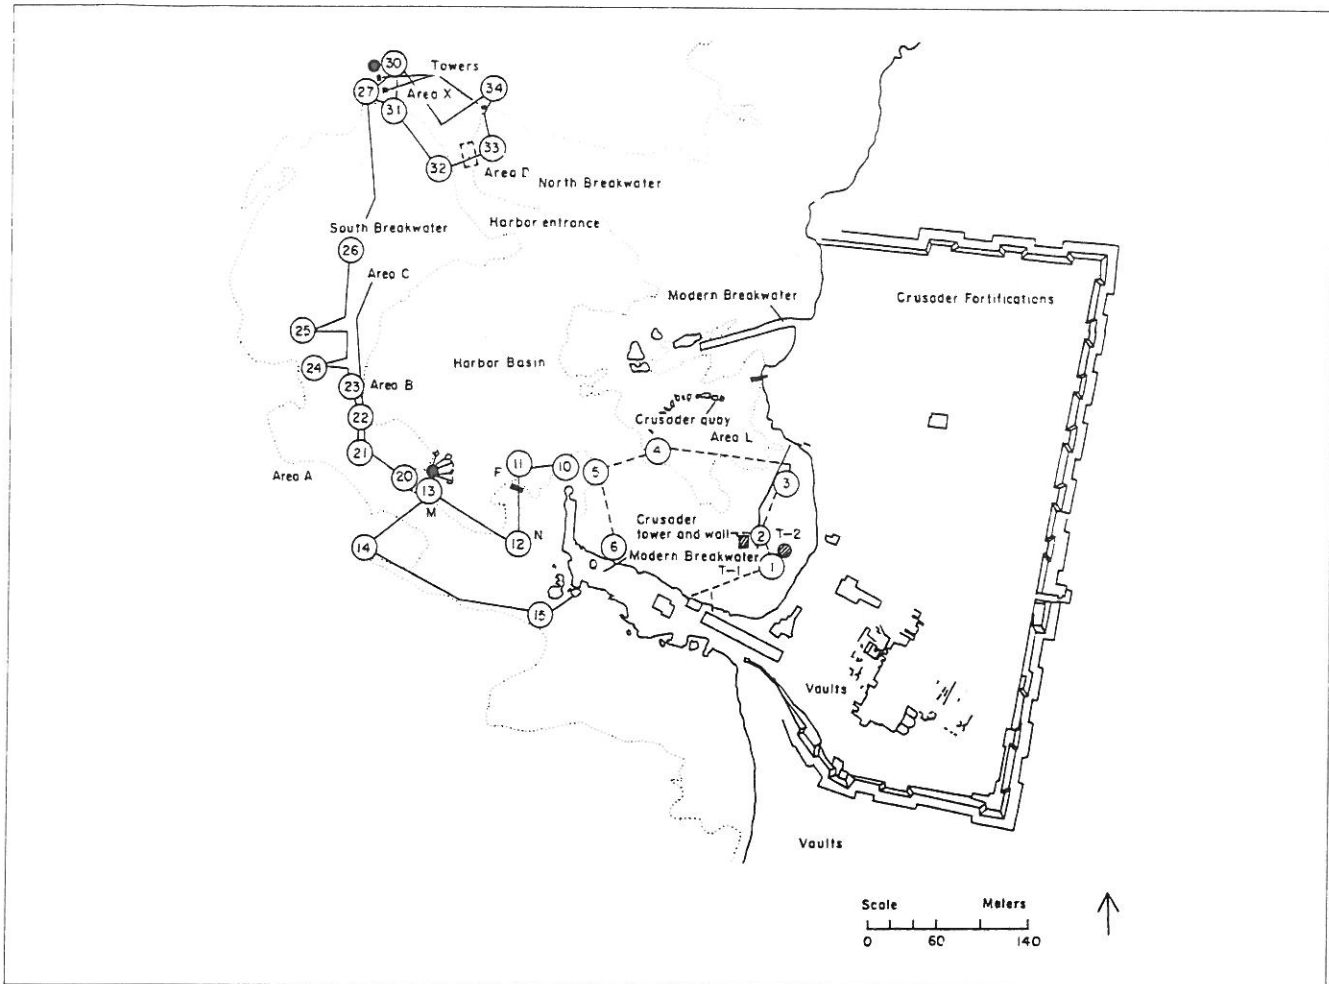 30
Towers
27
Area X
34
31
33
32
Area D
North Breakwater
South Breakwater
Harbor entrance
26
Area C
Modern Breakwater
Crusader Fortifications
25
Harbor Basin
24
23
Area B
22
Crusader quay
Area L
21
4
F
11
10
5
Area A
20
13
3
M
Crusader
tower and wall
2
T-2
N
12
14
6
Modern Breakwater
T-1
1
15
Vaults
Vaults
Scale
Meters
0
60
140